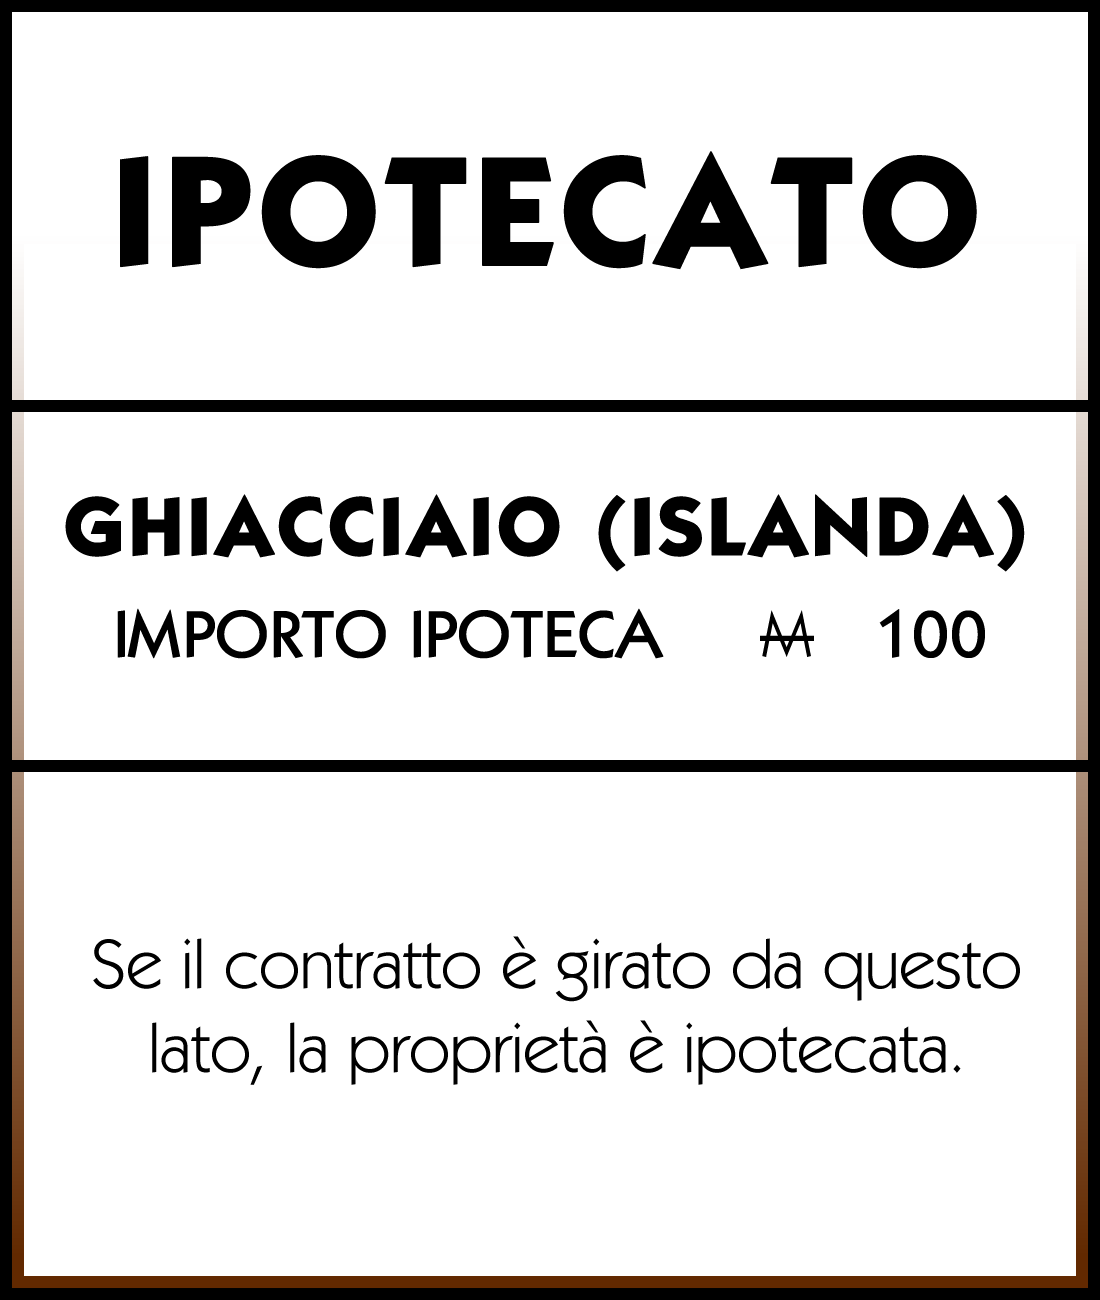 IPOTECATO
GHIACCIAIO (ISLANDA)
IMPORTO IPOTECA M 100
Se il contratto è girato da questo
lato, la proprietà è ipotecata.